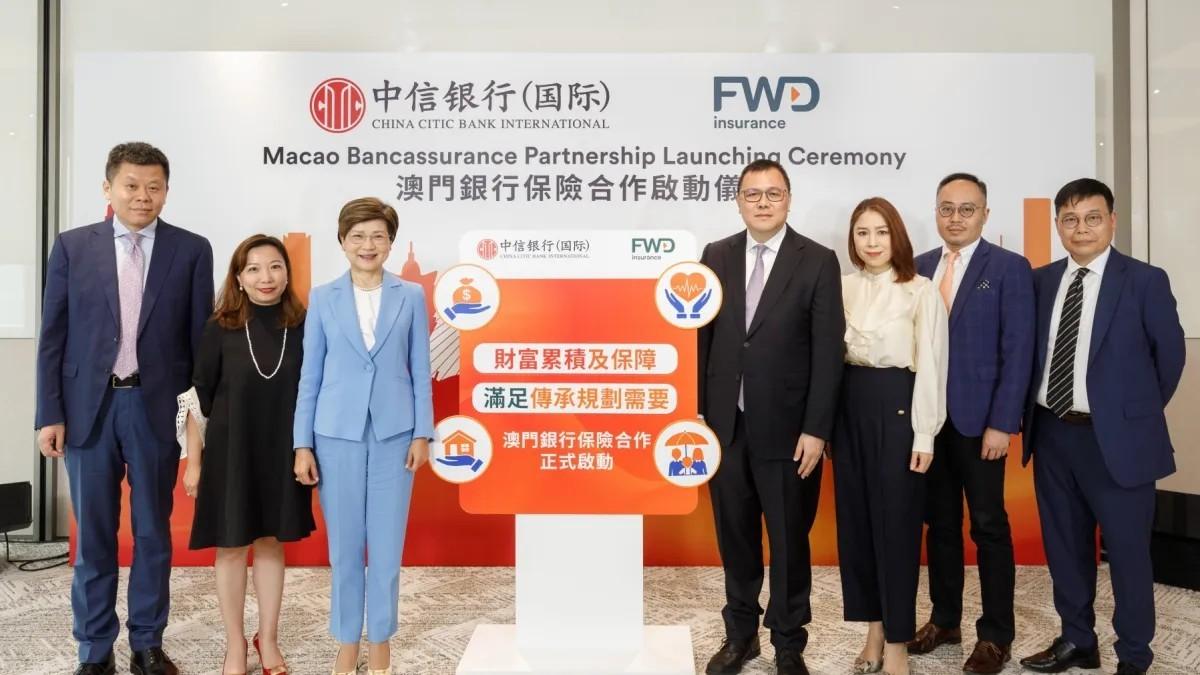 CITIC 中信银行(国际)
CHINA CITIC BANK INTERNATIONAL
FWD
insurance
Macao Bancassurance Partnership Launching Ceremony
澳門銀行保險合作啟動儀
CITIC 中信银行(国际)
CHINA CITIC BANK INTERNATIONAL
FWD
insurance
$
財富累積及保障
滿足傳承規劃需要
澳門銀行保險合作
正式啟動